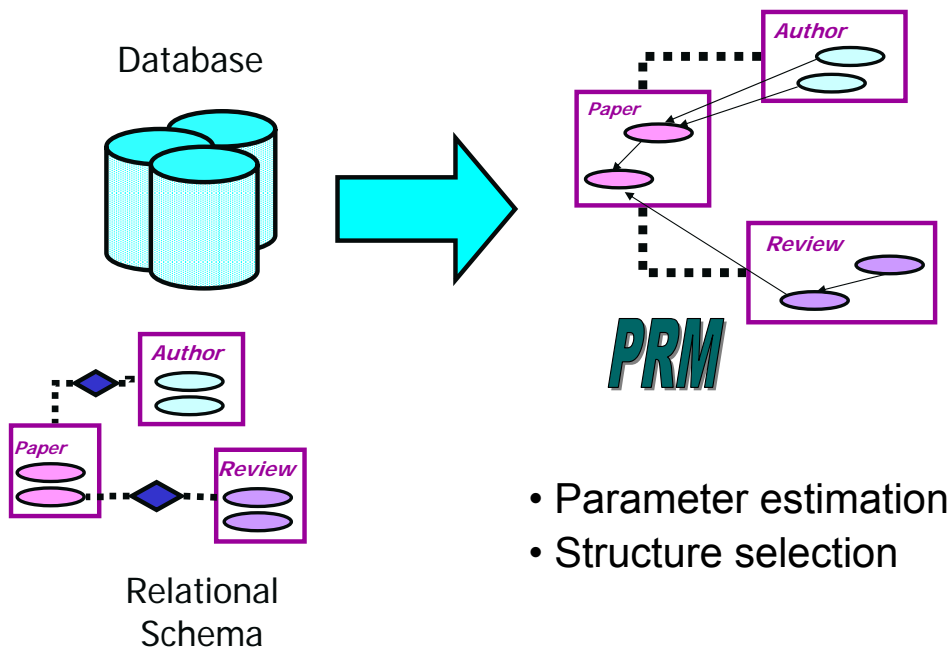 Database
Author
Paper
Review
PRM
Author
Paper
Review
Relational
Schema
• Parameter estimation
• Structure selection